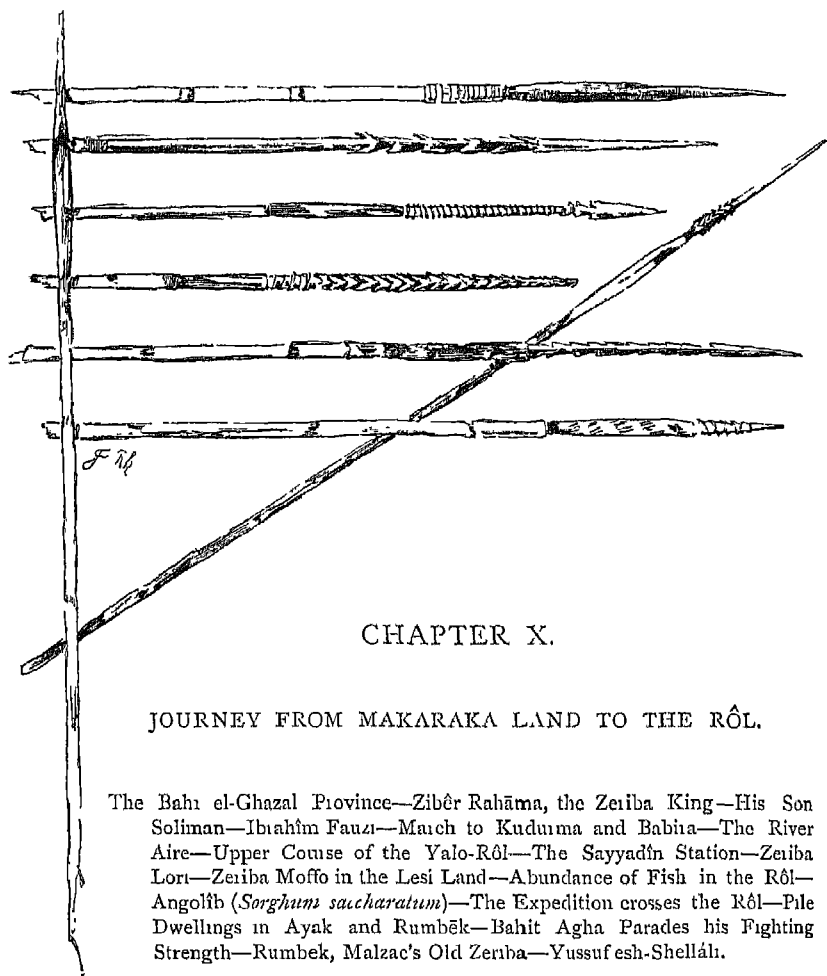 CHAPTER X.
JOURNEY FROM MAKARAKA LAND TO THE RÔL.
The Bahr el-Ghazal Province—Zibêr Rahāma, the Zeriba King—His Son
Soliman—Ibrahîm Fauzi—March to Kudurma and Babira—The River
Aire—Upper Course of the Yalo-Rôl—The Sayyadîn Station—Zeriba
Lori—Zeriba Moffo in the Lesi Land—Abundance of Fish in the Rôl—
Angolîb (Sorghum saccharatum)—The Expedition crosses the Rôl—Pile
Dwellings in Ayak and Rumbēk—Bahit Agha Parades his Fighting
Strength—Rumbek, Malzac's Old Zeriba—Yussuf esh-Shelláli.